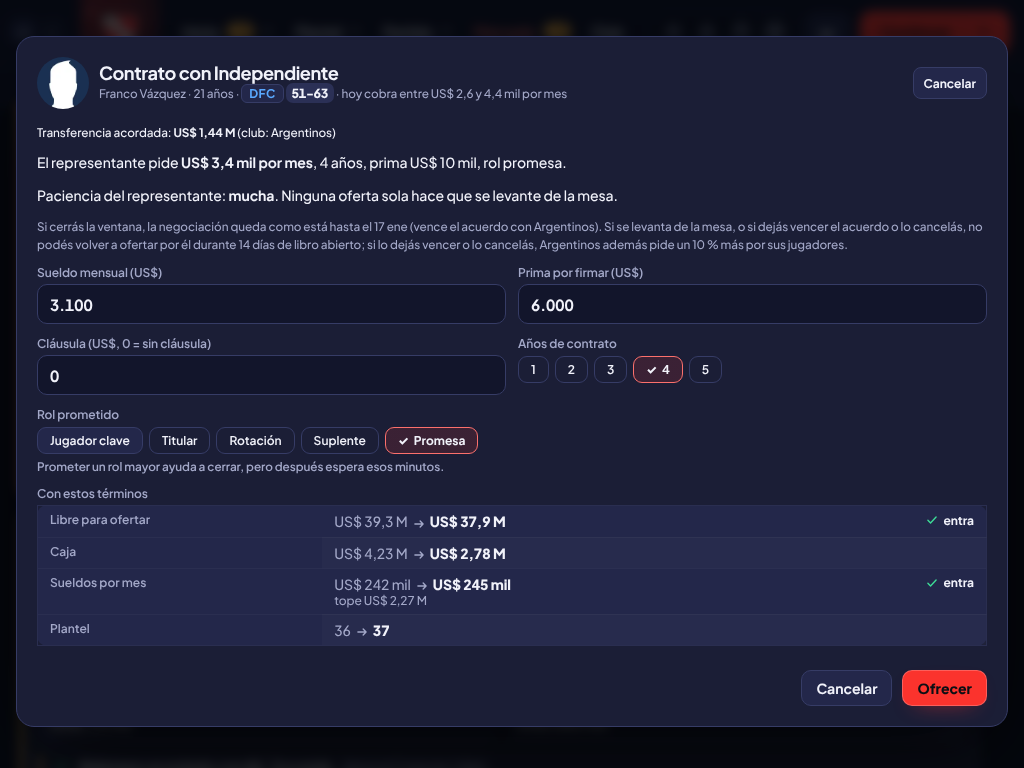 Contrato con Independiente
Franco Vázquez · 21 años · DFC 51–63 · hoy cobra entre US$ 2,6 y 4,4 mil por mes
Cancelar
Transferencia acordada: US$ 1,44 M (club: Argentinos)
El representante pide US$ 3,4 mil por mes, 4 años, prima US$ 10 mil, rol promesa.
Paciencia del representante: mucha. Ninguna oferta sola hace que se levante de la mesa.
Si cerrás la ventana, la negociación queda como está hasta el 17 ene (vence el acuerdo con Argentinos). Si se levanta de la mesa, o si dejás vencer el acuerdo o lo cancelás, no
podés volver a ofertar por él durante 14 días de libro abierto; si lo dejás vencer o lo cancelás, Argentinos además pide un 10 % más por sus jugadores.
Sueldo mensual (US$)
3.100
Prima por firmar (US$)
6.000
Cláusula (US$, 0 = sin cláusula)
0
Años de contrato
1 2 3 ✓ 4 5
Rol prometido
Jugador clave Titular Rotación Suplente ✓ Promesa
Prometer un rol mayor ayuda a cerrar, pero después espera esos minutos.
Con estos términos
Libre para ofertar US$ 39,3 M → US$ 37,9 M ✓ entra
Caja US$ 4,23 M → US$ 2,78 M
Sueldos por mes US$ 242 mil → US$ 245 mil ✓ entra
tope US$ 2,27 M
Plantel 36 → 37
Cancelar Ofrecer